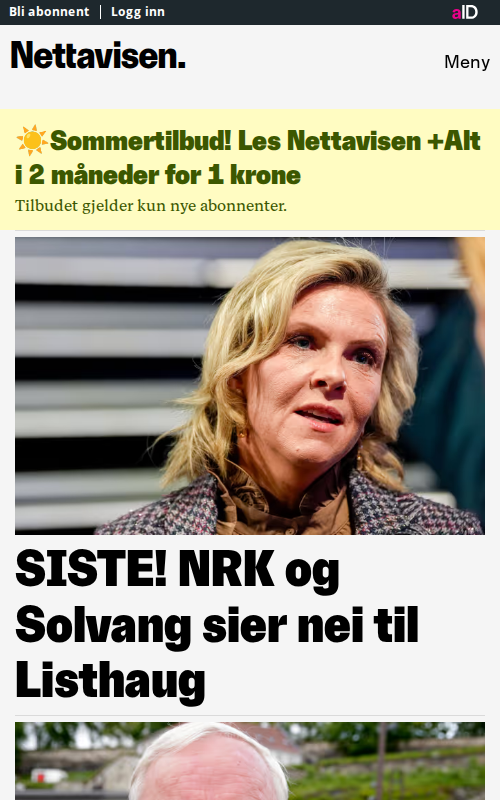 Bli abonnent | Logg inn
aID
Nettavisen.
Meny
☀️Sommertilbud! Les Nettavisen +Alt
i 2 måneder for 1 krone
Tilbudet gjelder kun nye abonnenter.
SISTE! NRK og
Solvang sier nei til
Listhaug